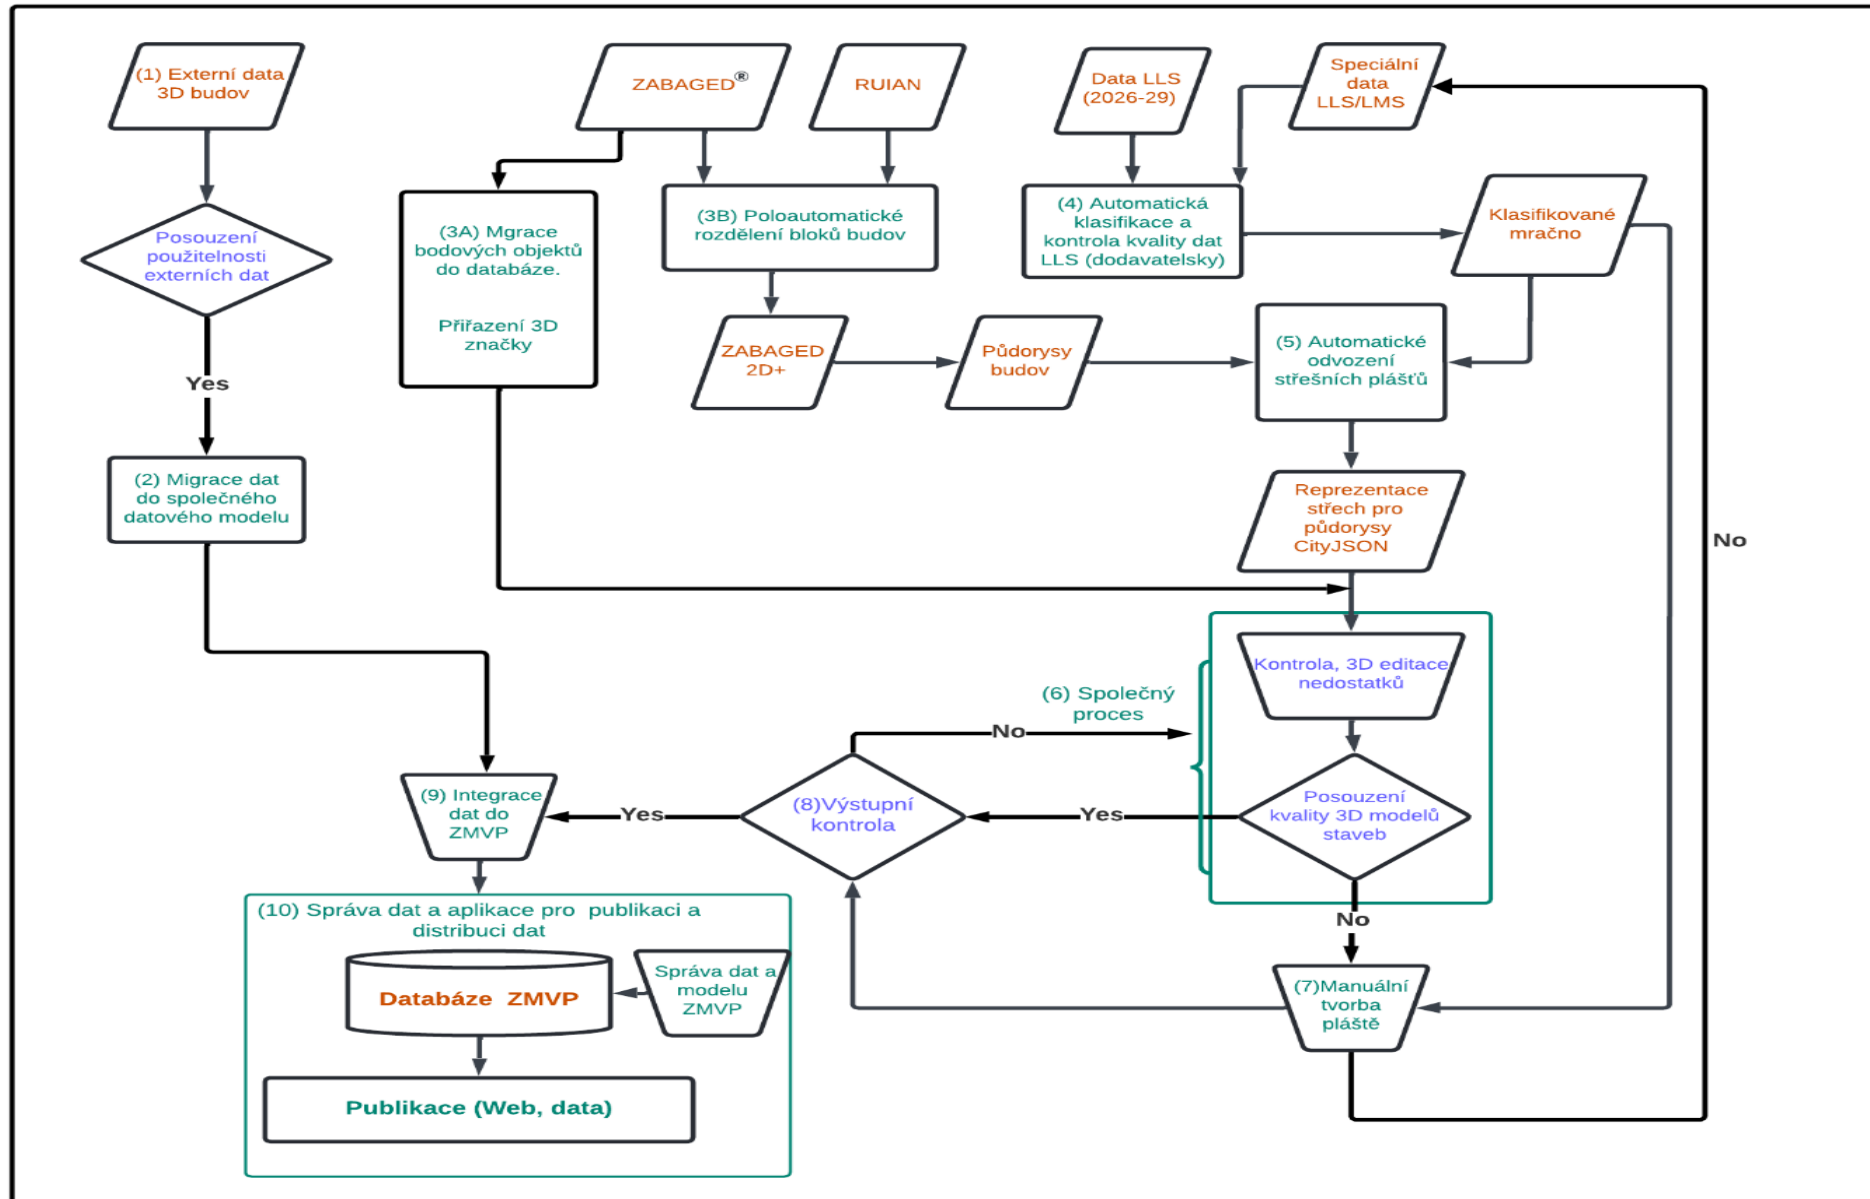 (1) Externí data
3D budov
ZABAGED®
RUIAN
Data LLS
(2026-29)
Speciální
data
LLS/LMS
Posouzení
použitelnosti
externích dat
(3A) Mgrace
bodových objektů
do databáze.
Přiřazení 3D
značky
(3B) Poloautomatické
rozdělení bloků budov
(4) Automatická
klasifikace a
kontrola kvality dat
LLS (dodavatelsky)
Klasifikované
mračno
ZABAGED
2D+
Půdorysy
budov
(5) Automatické
odvození
střešních plášťů
Yes
(2) Migrace dat
do společného
datového modelu
Reprezentace
střech pro
půdorysy
CityJSON
No
Kontrola, 3D editace
nedostatků
(6) Společný
proces
No
(9) Integrace
dat do
ZMVP
Yes
(8)Výstupní
kontrola
Yes
Posouzení
kvality 3D modelů
staveb
No
(10) Správa dat a aplikace pro publikaci a
distribuci dat
Databáze ZMVP
Správa dat a
modelu
ZMVP
(7)Manuální
tvorba
pláště
Publikace (Web, data)